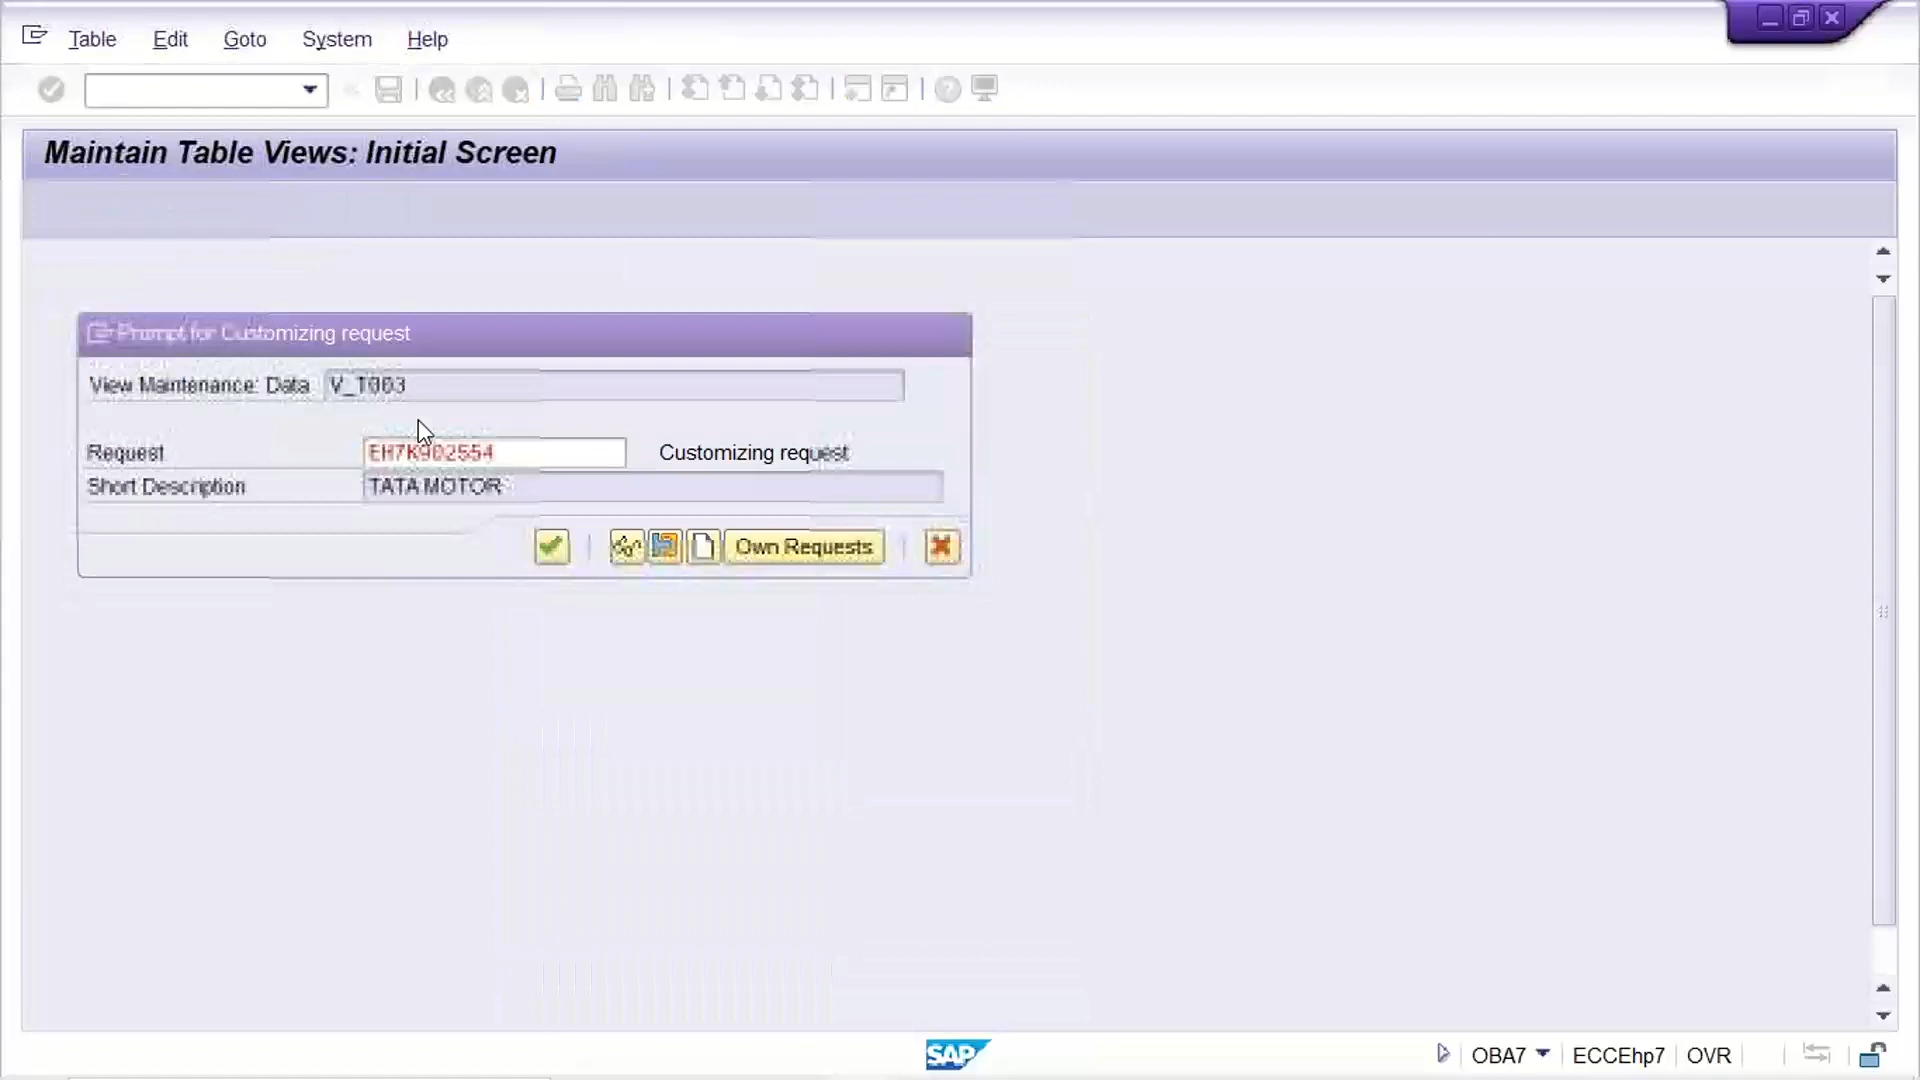 Table Edit Goto System Help
Maintain Table Views: Initial Screen
Prompt for Customizing request
View Maintenance: Data V_T003
Request EH7K902554 Customizing request
Short Description TATA MOTOR
Own Requests
SAP OBA7 ECCEhp7 OVR